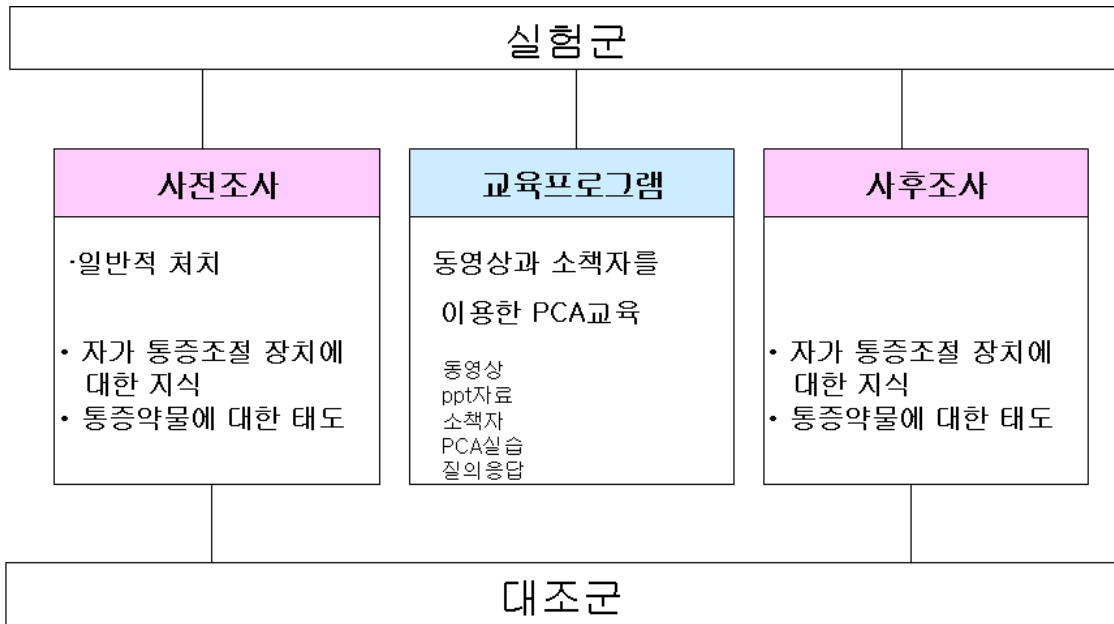 실험군
사전조사
·일반적 처치
• 자가 통증조절 장치에
대한 지식
• 통증약물에 대한 태도
교육프로그램
동영상과 소책자를
이용한 PCA교육
동영상
ppt자료
소책자
PCA실습
질의응답
사후조사
• 자가 통증조절 장치에
대한 지식
• 통증약물에 대한 태도
대조군